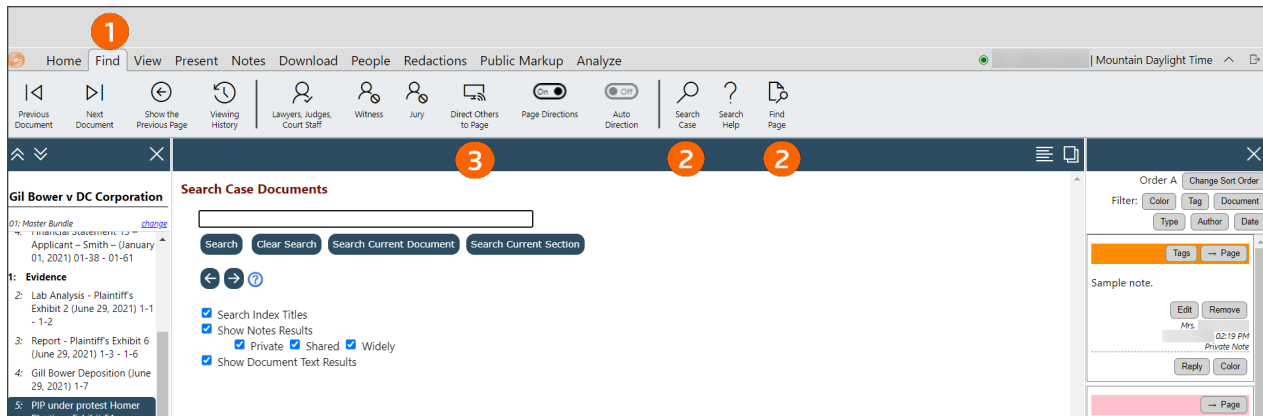 1
Home Find View Present Notes Download People Redactions Public Markup Analyze
| Mountain Daylight Time
Previous Document
Next Document
Show the Previous Page
Viewing History
Lawyers, Judges, Court Staff
Witness
Jury
Direct Others to Page
On
Page Directions
Off
Auto Direction
Search Case
Search Help
Find Page
3
2
2
Gil Bower v DC Corporation
01: Master Bundle change
4: Financial Statement 13 –
Applicant – Smith – (January
01, 2021) 01-38 - 01-61
1: Evidence
2: Lab Analysis - Plaintiff's
Exhibit 2 (June 29, 2021) 1-1
- 1-2
3: Report - Plaintiff's Exhibit 6
(June 29, 2021) 1-3 - 1-6
4: Gill Bower Deposition (June
29, 2021) 1-7
5: PIP under protest Homer
Search Case Documents
Search Clear Search Search Current Document Search Current Section
?
Search Index Titles
Show Notes Results
Private Shared Widely
Show Document Text Results
Order A Change Sort Order
Filter: Color Tag Document
Type Author Date
Tags → Page
Sample note.
Edit Remove
Mrs.
02:19 PM
Private Note
Reply Color
→ Page